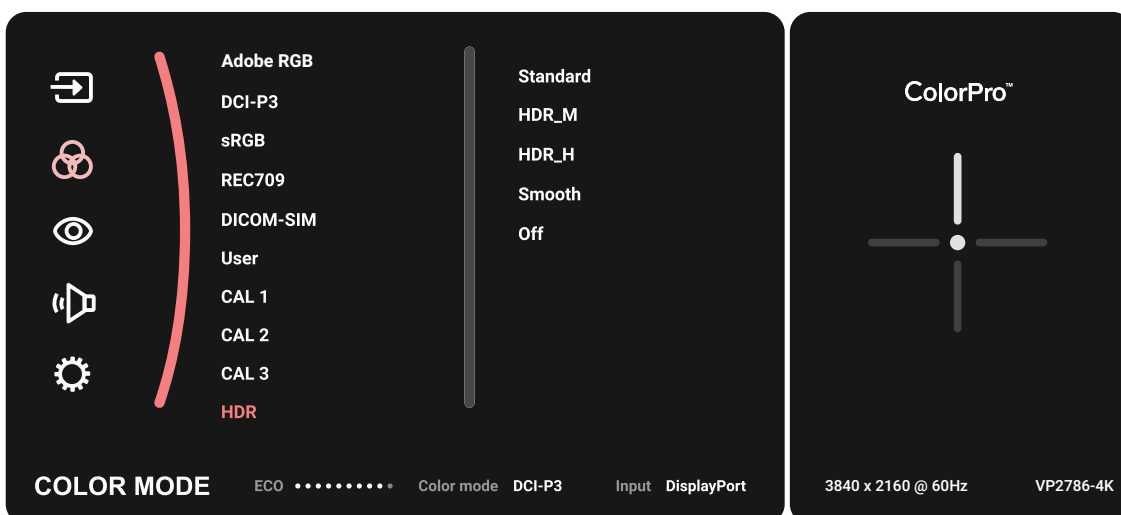 Adobe RGB
DCI-P3
sRGB
REC709
DICOM-SIM
User
CAL 1
CAL 2
CAL 3
HDR
Standard
HDR_M
HDR_H
Smooth
Off
COLOR MODE
ECO
Color mode DCI-P3
Input DisplayPort
ColorPro™
3840 x 2160 @ 60Hz
VP2786-4K